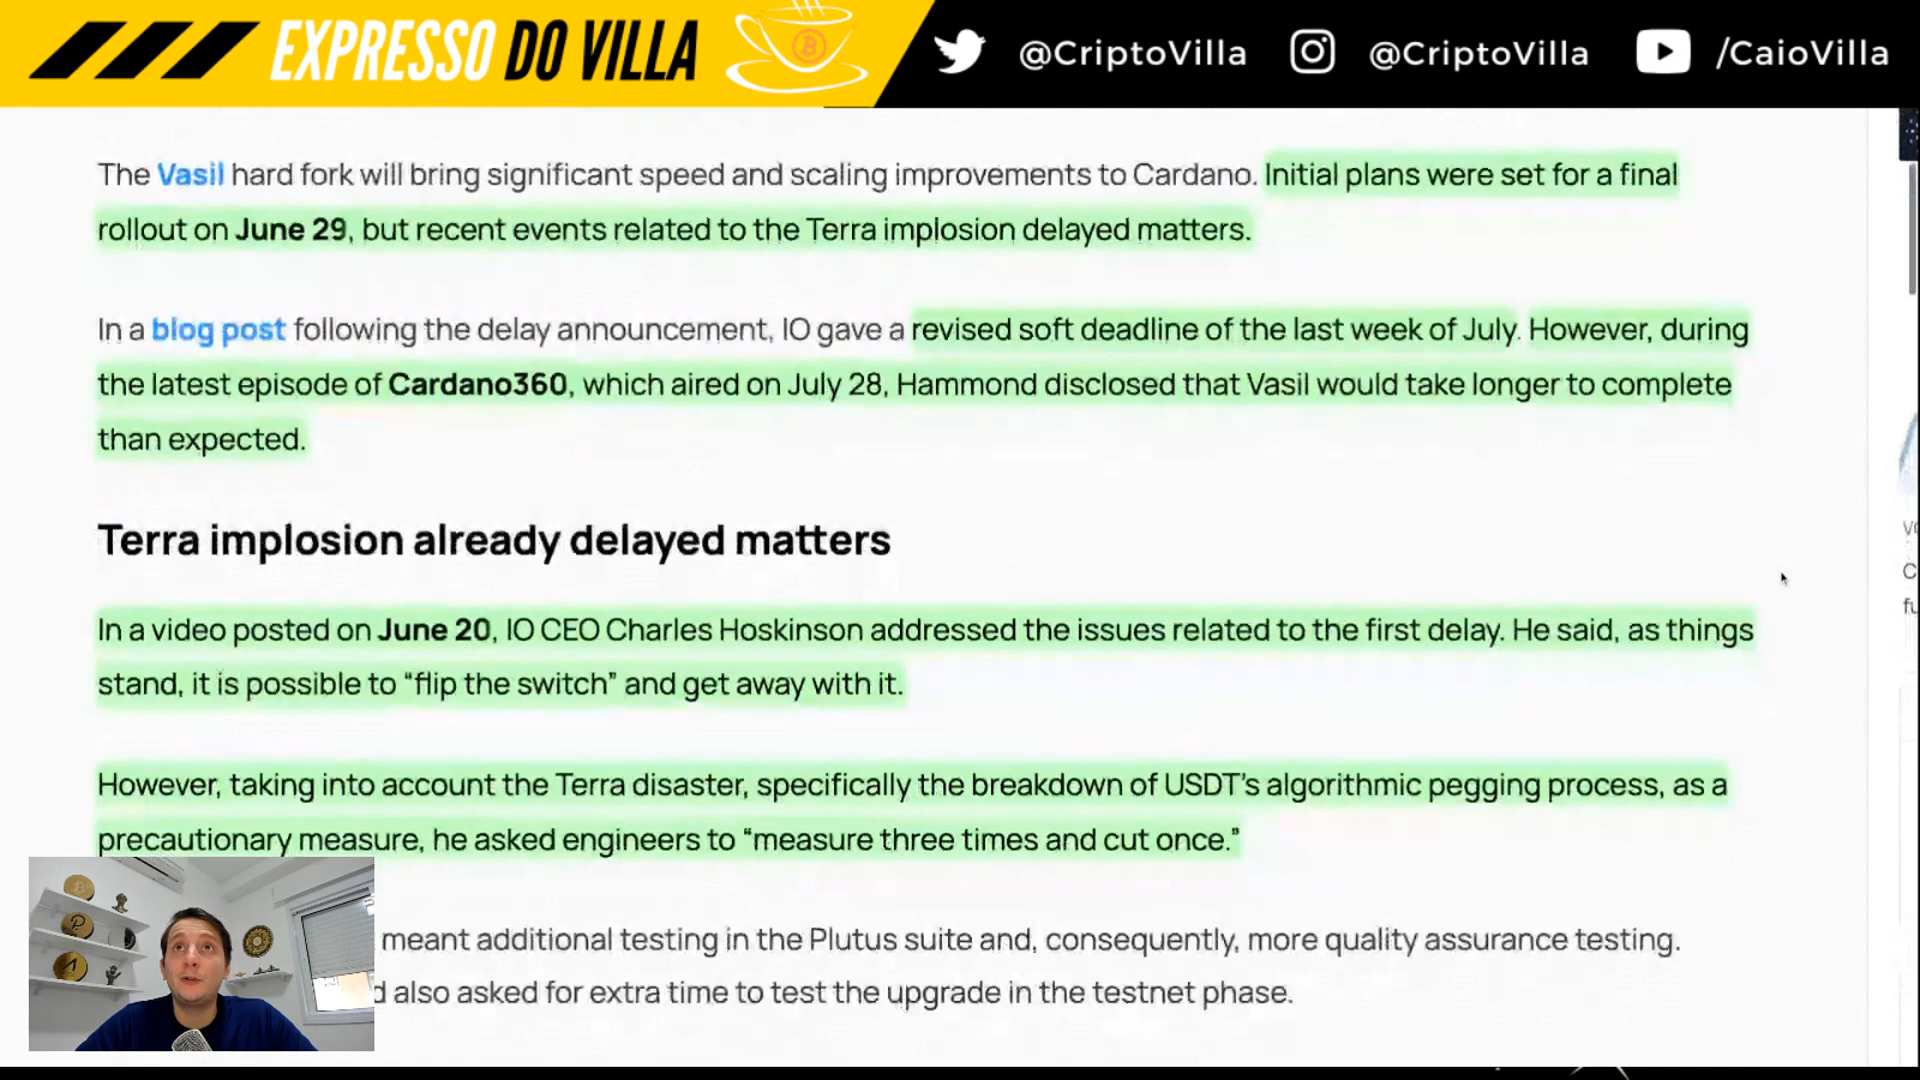 EXPRESSO DO VILLA @CriptoVilla @CriptoVilla /CaioVilla
The Vasil hard fork will bring significant speed and scaling improvements to Cardano. Initial plans were set for a final
rollout on June 29, but recent events related to the Terra implosion delayed matters.
In a blog post following the delay announcement, IO gave a revised soft deadline of the last week of July. However, during
the latest episode of Cardano360, which aired on July 28, Hammond disclosed that Vasil would take longer to complete
than expected.
Terra implosion already delayed matters
In a video posted on June 20, IO CEO Charles Hoskinson addressed the issues related to the first delay. He said, as things
stand, it is possible to “flip the switch” and get away with it.
However, taking into account the Terra disaster, specifically the breakdown of USDT’s algorithmic pegging process, as a
precautionary measure, he asked engineers to “measure three times and cut once.”
meant additional testing in the Plutus suite and, consequently, more quality assurance testing.
also asked for extra time to test the upgrade in the testnet phase.